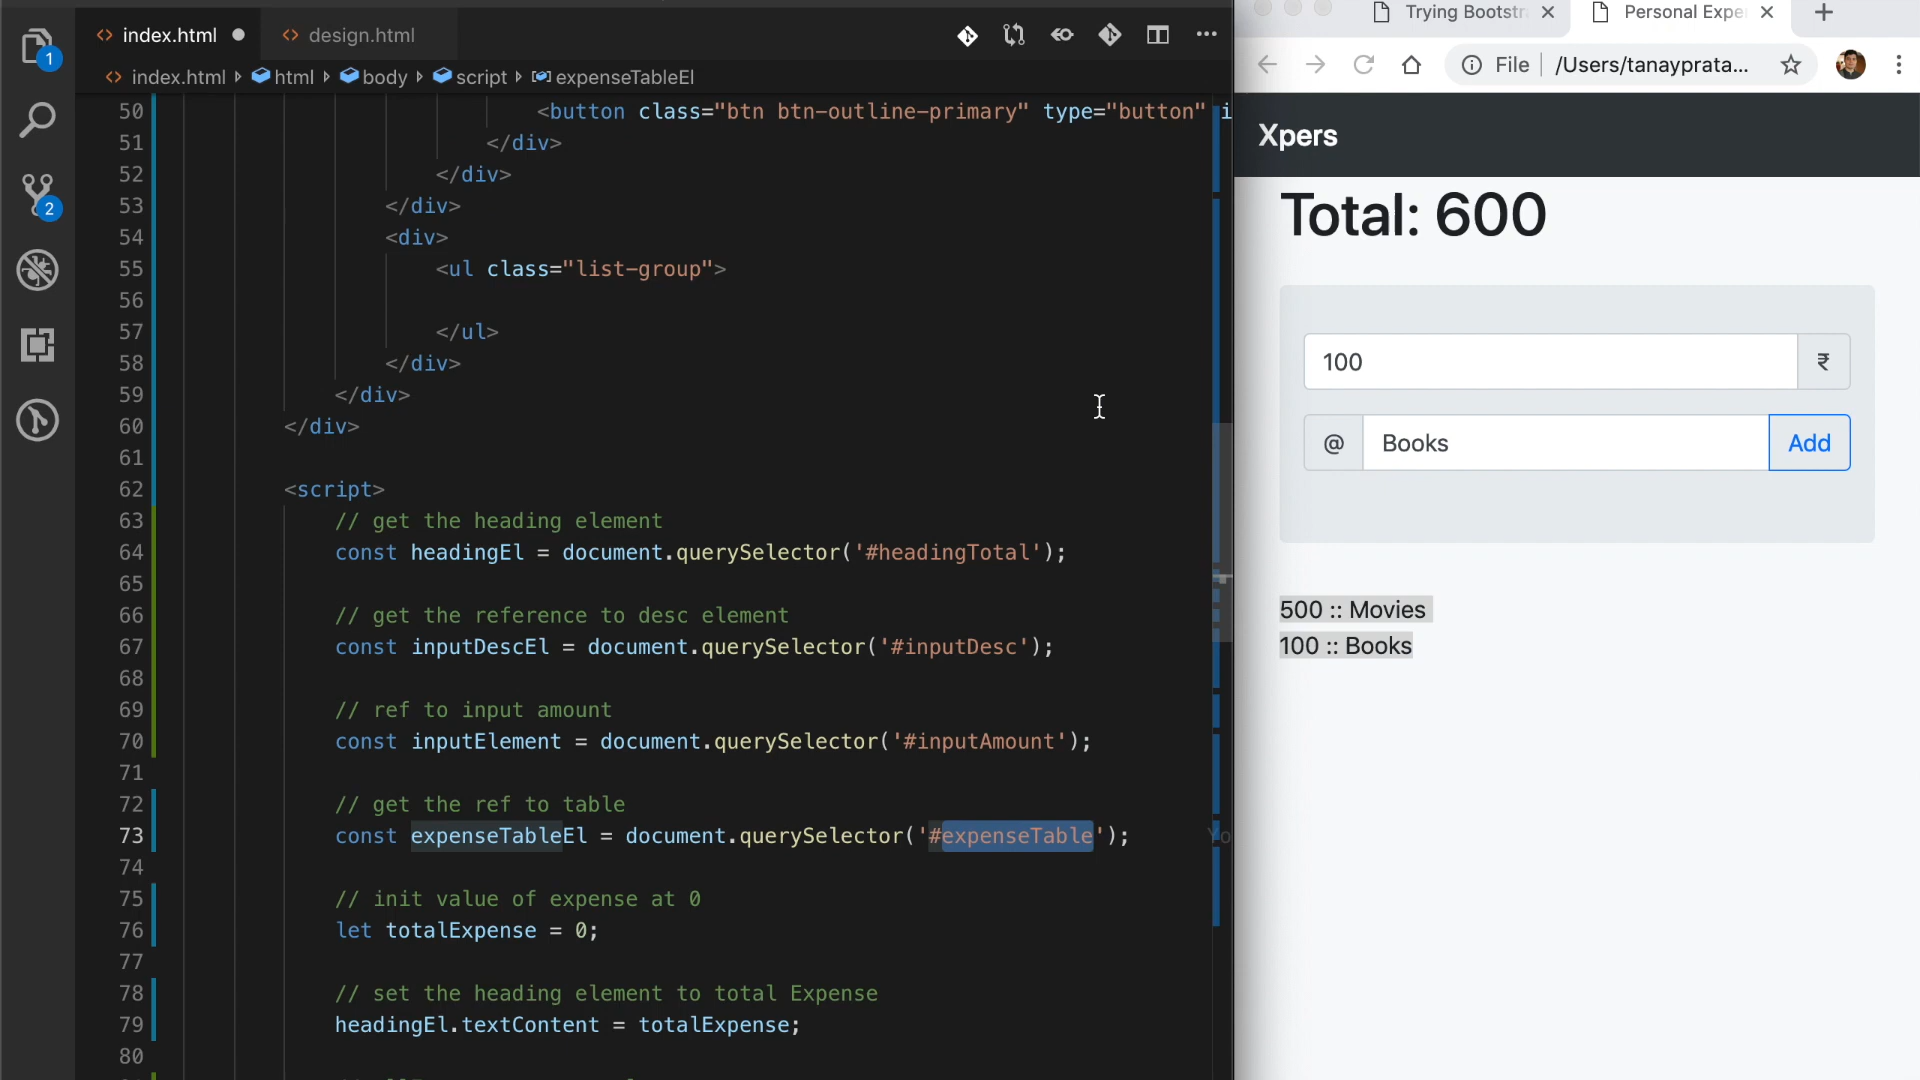 index.html
design.html
index.html html body script expenseTableEl
1
2
50 <button class="btn btn-outline-primary" type="button" i
51 </div>
52 </div>
53 </div>
54 <div>
55 <ul class="list-group">
56
57 </ul>
58 </div>
59 </div>
60 </div>
61
62 <script>
63 // get the heading element
64 const headingEl = document.querySelector('#headingTotal');
65
66 // get the reference to desc element
67 const inputDescEl = document.querySelector('#inputDesc');
68
69 // ref to input amount
70 const inputElement = document.querySelector('#inputAmount');
71
72 // get the ref to table
73 const expenseTableEl = document.querySelector('#expenseTable'); Yo
74
75 // init value of expense at 0
76 let totalExpense = 0;
77
78 // set the heading element to total Expense
79 headingEl.textContent = totalExpense;
80
Trying Bootstr
Personal Expe
File /Users/tanayprata...
Xpers
Total: 600
100 ₹
@ Books Add
500 :: Movies
100 :: Books